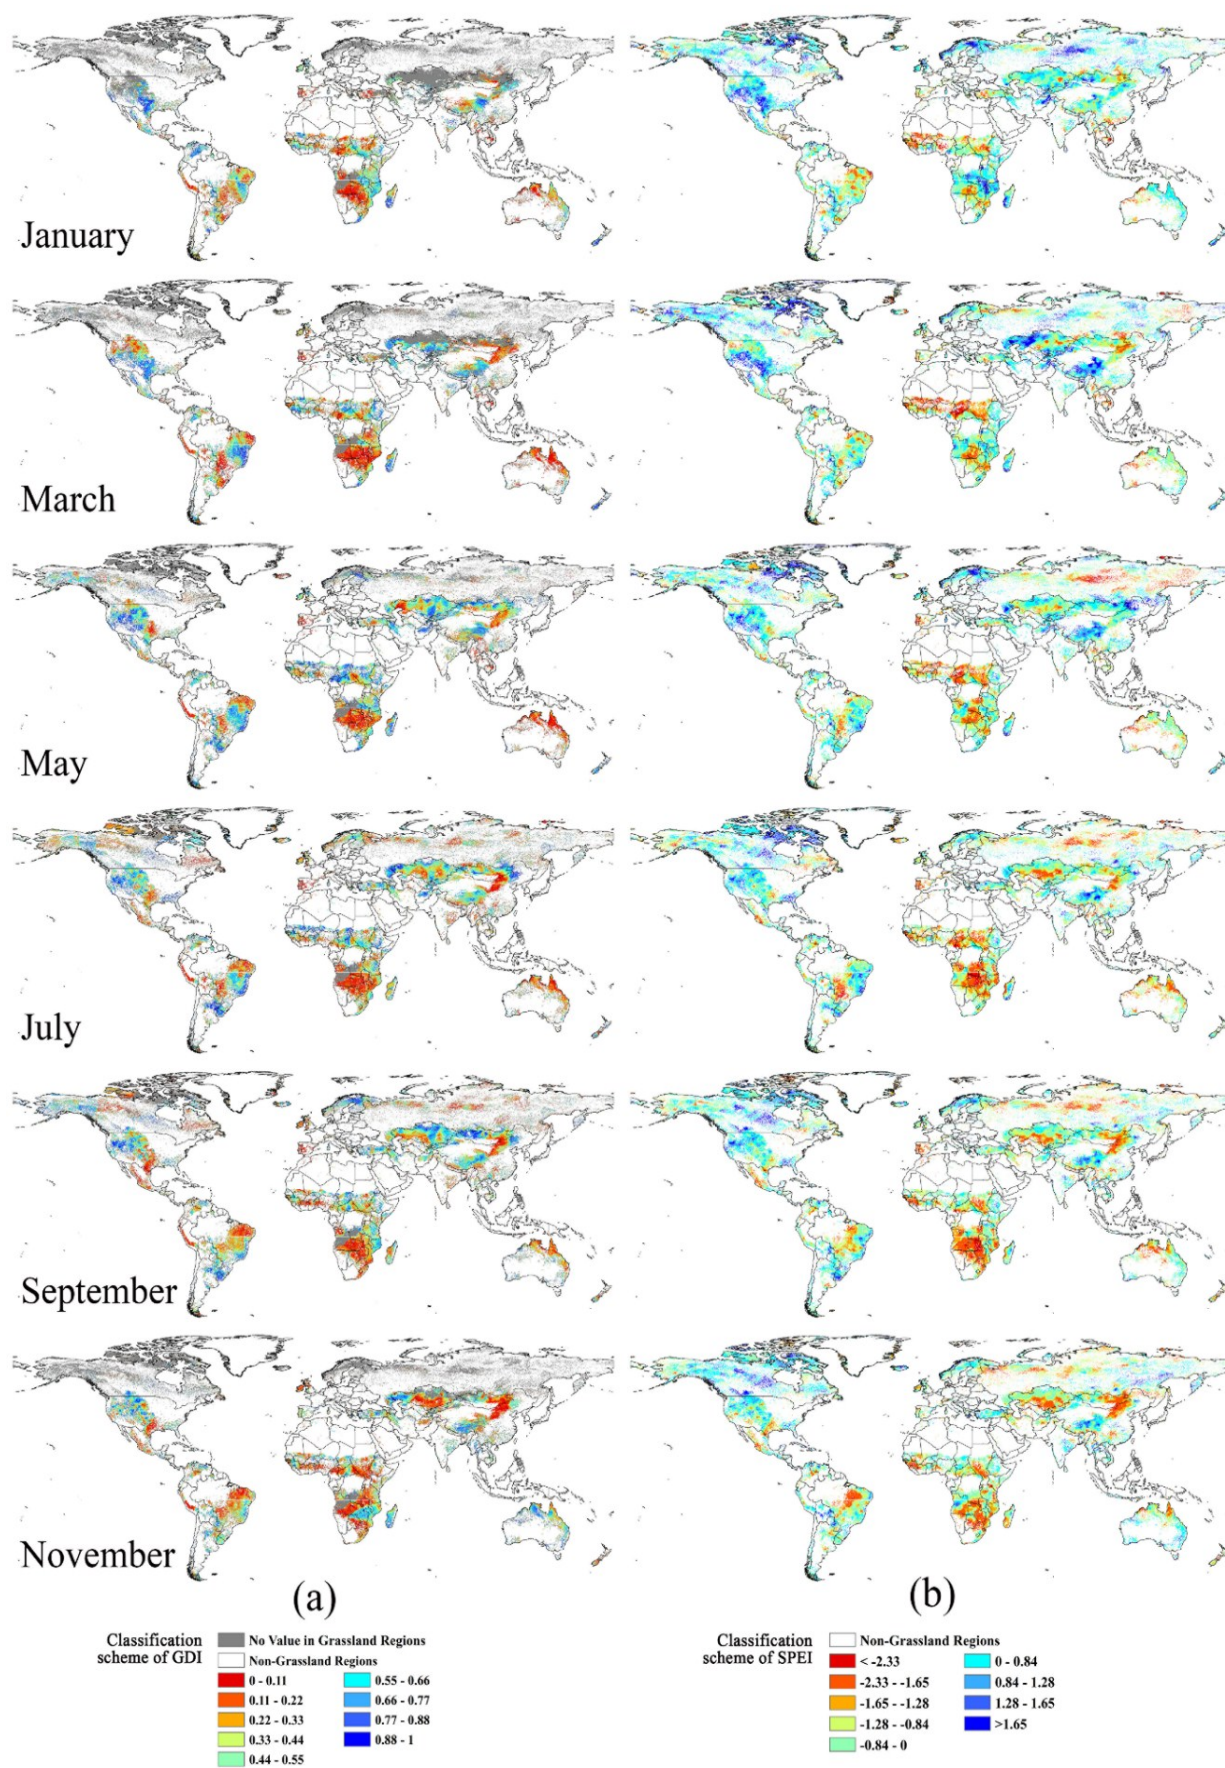 January
March
May
July
September
November
(a)
(b)
Classification
scheme of GDI
No Value in Grassland Regions
Non-Grassland Regions
0 - 0.11
0.11 - 0.22
0.22 - 0.33
0.33 - 0.44
0.44 - 0.55
0.55 - 0.66
0.66 - 0.77
0.77 - 0.88
0.88 - 1
Classification
scheme of SPEI
Non-Grassland Regions
< -2.33
-2.33 - -1.65
-1.65 - -1.28
-1.28 - -0.84
-0.84 - 0
0 - 0.84
0.84 - 1.28
1.28 - 1.65
>1.65